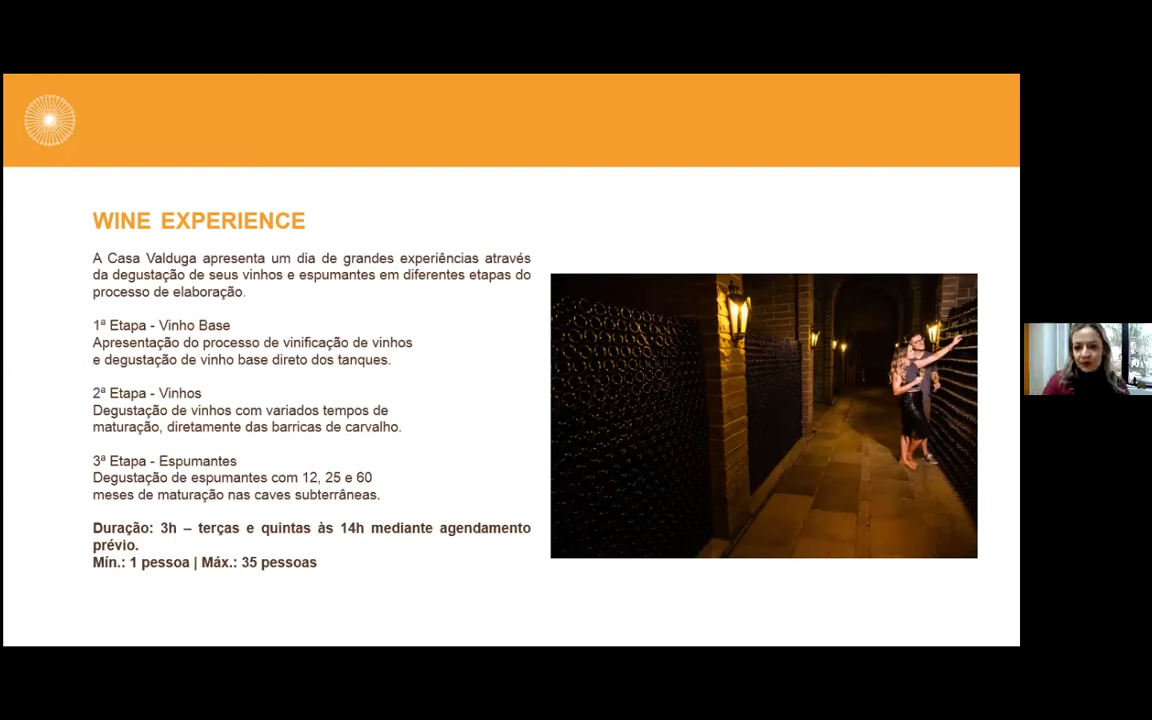 WINE EXPERIENCE
A Casa Valduga apresenta um dia de grandes experiências através
da degustação de seus vinhos e espumantes em diferentes etapas do
processo de elaboração.
1ª Etapa - Vinho Base
Apresentação do processo de vinificação de vinhos
e degustação de vinho base direto dos tanques.
2ª Etapa - Vinhos
Degustação de vinhos com variados tempos de
maturação, diretamente das barricas de carvalho.
3ª Etapa - Espumantes
Degustação de espumantes com 12, 25 e 60
meses de maturação nas caves subterrâneas.
Duração: 3h – terças e quintas às 14h mediante agendamento
prévio.
Mín.: 1 pessoa | Máx.: 35 pessoas